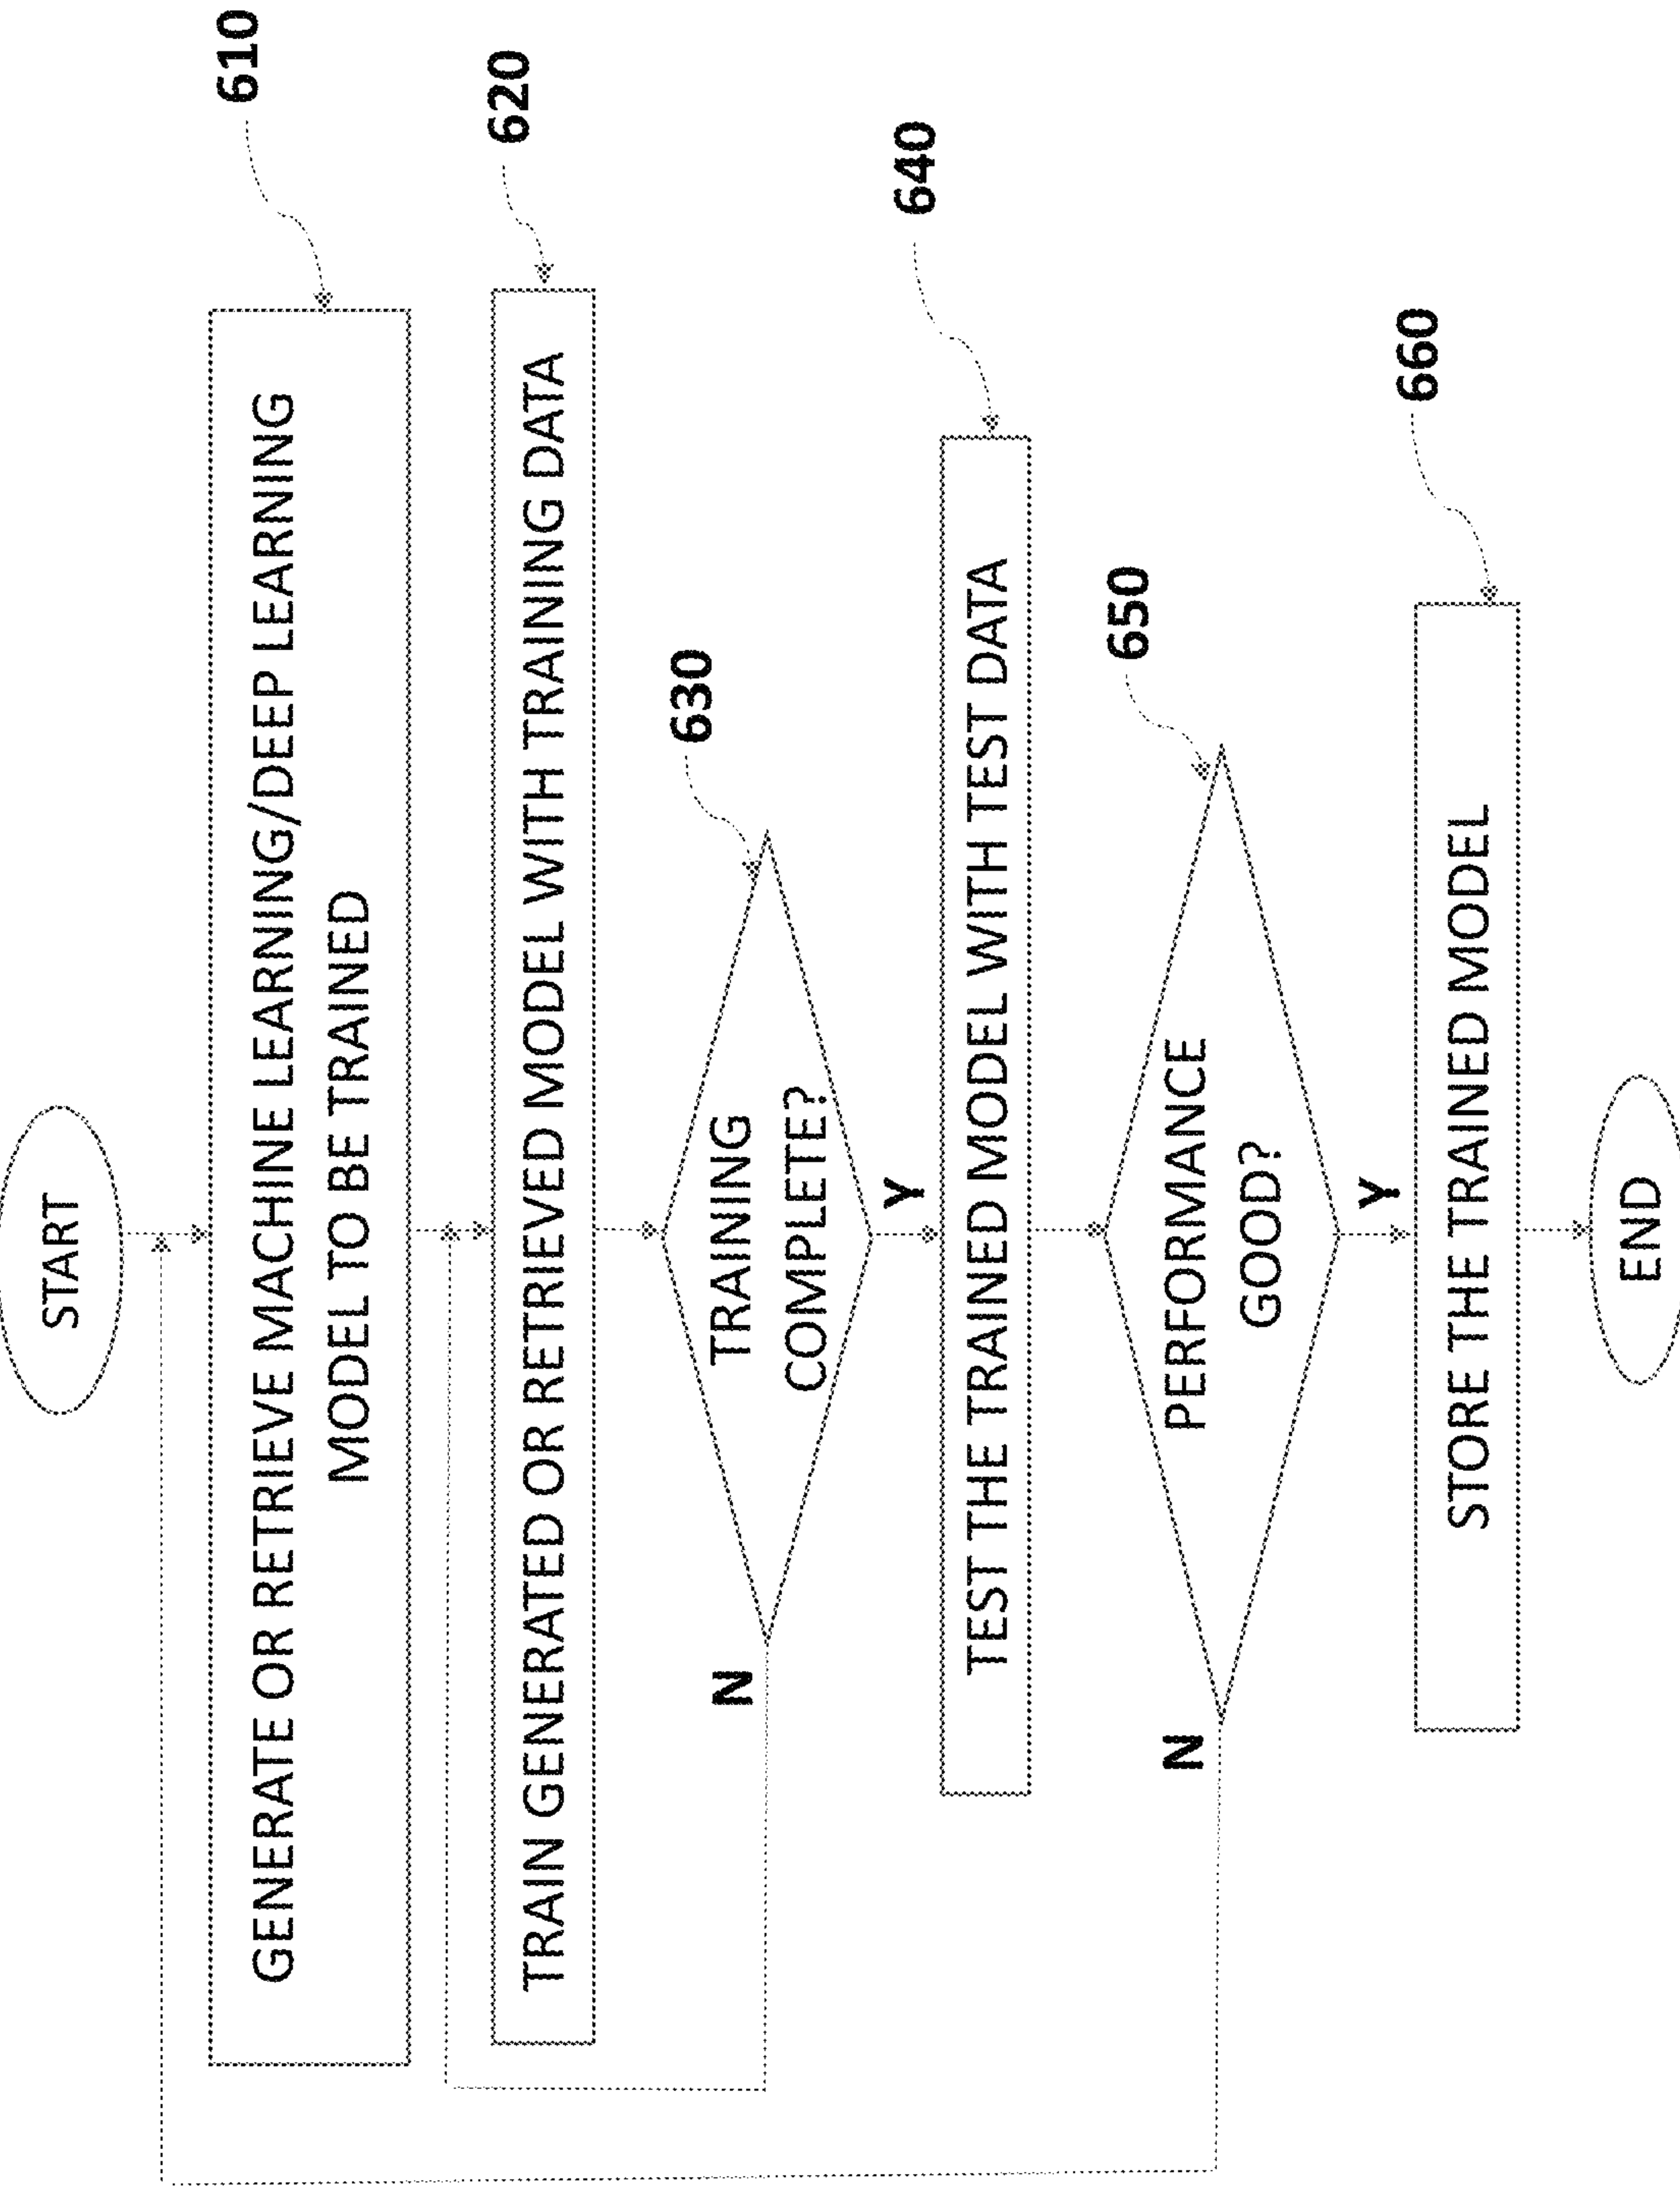 START
610
GENERATE OR RETRIEVE MACHINE LEARNING/DEEP LEARNING
MODEL TO BE TRAINED
620
TRAIN GENERATED OR RETRIEVED MODEL WITH TRAINING DATA
630
TRAINING
COMPLETE?
N
Y
640
TEST THE TRAINED MODEL WITH TEST DATA
650
PERFORMANCE
GOOD?
N
Y
660
STORE THE TRAINED MODEL
END